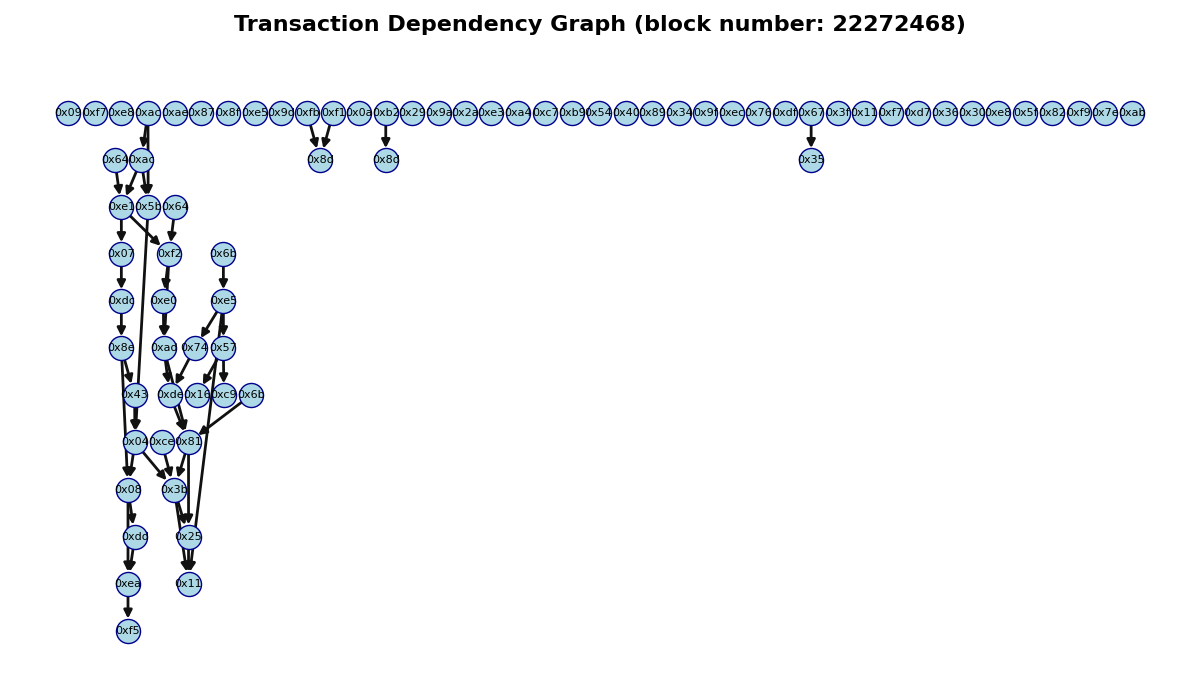 Transaction Dependency Graph (block number: 22272468)
0x09 0xf7 0xe8 0xac 0xae 0x87 0x8f 0xe5 0x9d 0xfb 0xf1 0x0a 0xb2 0x29 0x9a 0x2a 0xe3 0xa4 0xc7 0xb9 0x54 0x40 0x89 0x34 0x9f 0xec 0x76 0xdf 0x67 0x3f 0x11 0xf7 0xd7 0x36 0x30 0xe8 0x5f 0x82 0xf9 0x7e 0xab
0x64 0xac 0x8d 0x8d 0x35
0xe1 0x5b 0x64
0x07 0xf2 0x6b
0xdc 0xe0 0xe5
0x8e 0xad 0x74 0x57
0x43 0xde 0x16 0xc9 0x6b
0x04 0xce 0x81
0x08 0x3b
0xdd 0x25
0xea 0x11
0xf5